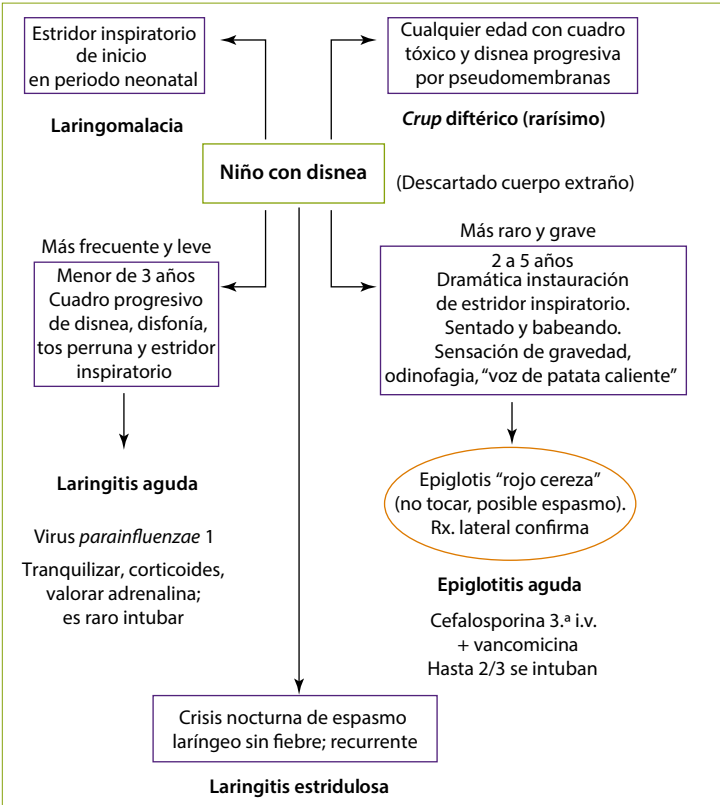 Estridor inspiratorio
de inicio
en periodo neonatal
Laringomalacia
Cualquier edad con cuadro
tóxico y disnea progresiva
por pseudomembranas
Crup diftérico (rarísimo)
Niño con disnea
(Descartado cuerpo extraño)
Más frecuente y leve
Menor de 3 años
Cuadro progresivo
de disnea, disfonía,
tos perruna y estridor
inspiratorio
Laringitis aguda
Virus parainfluenzae 1
Tranquilizar, corticoides,
valorar adrenalina;
es raro intubar
Más raro y grave
2 a 5 años
Dramática instauración
de estridor inspiratorio.
Sentado y babeando.
Sensación de gravedad,
odinofagia, “voz de patata caliente”
Epiglotis “rojo cereza”
(no tocar, posible espasmo).
Rx. lateral confirma
Epiglotitis aguda
Cefalosporina 3.ª i.v.
+ vancomicina
Hasta 2/3 se intuban
Crisis nocturna de espasmo
laríngeo sin fiebre; recurrente
Laringitis estridulosa